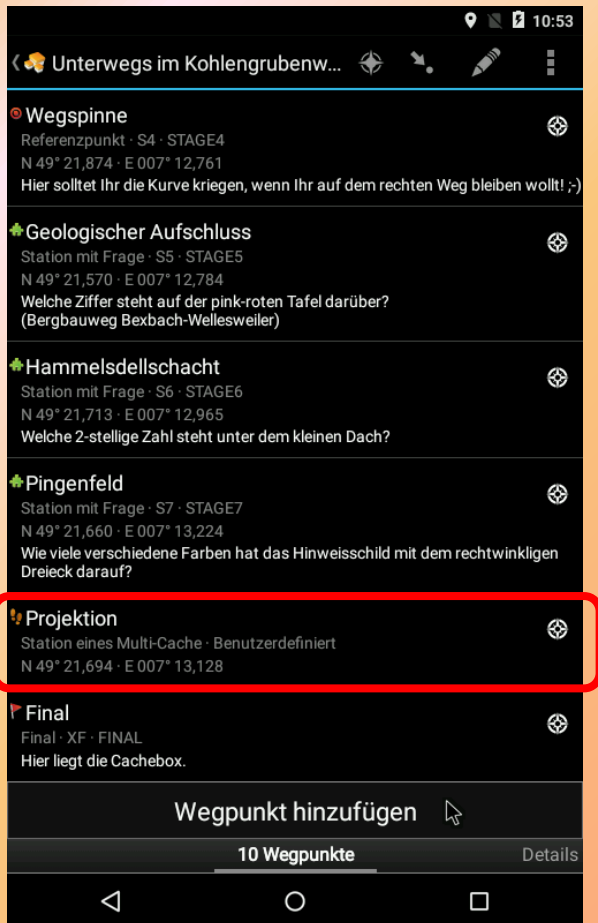 10:53
Unterwegs im Kohlengrubenw...
Wegspinne
Referenzpunkt · S4 · STAGE4
N 49° 21,874 · E 007° 12,761
Hier solltet Ihr die Kurve kriegen, wenn Ihr auf dem rechten Weg bleiben wollt! ;-)
Geologischer Aufschluss
Station mit Frage · S5 · STAGE5
N 49° 21,570 · E 007° 12,784
Welche Ziffer steht auf der pink-roten Tafel darüber?
(Bergbauweg Bexbach-Wellesweiler)
Hammelsdellschacht
Station mit Frage · S6 · STAGE6
N 49° 21,713 · E 007° 12,965
Welche 2-stellige Zahl steht unter dem kleinen Dach?
Pingenfeld
Station mit Frage · S7 · STAGE7
N 49° 21,660 · E 007° 13,224
Wie viele verschiedene Farben hat das Hinweisschild mit dem rechtwinkligen
Dreieck darauf?
Projektion
Station eines Multi-Cache · Benutzerdefiniert
N 49° 21,694 · E 007° 13,128
Final
Final · XF · FINAL
Hier liegt die Cachebox.
Wegpunkt hinzufügen
10 Wegpunkte Details